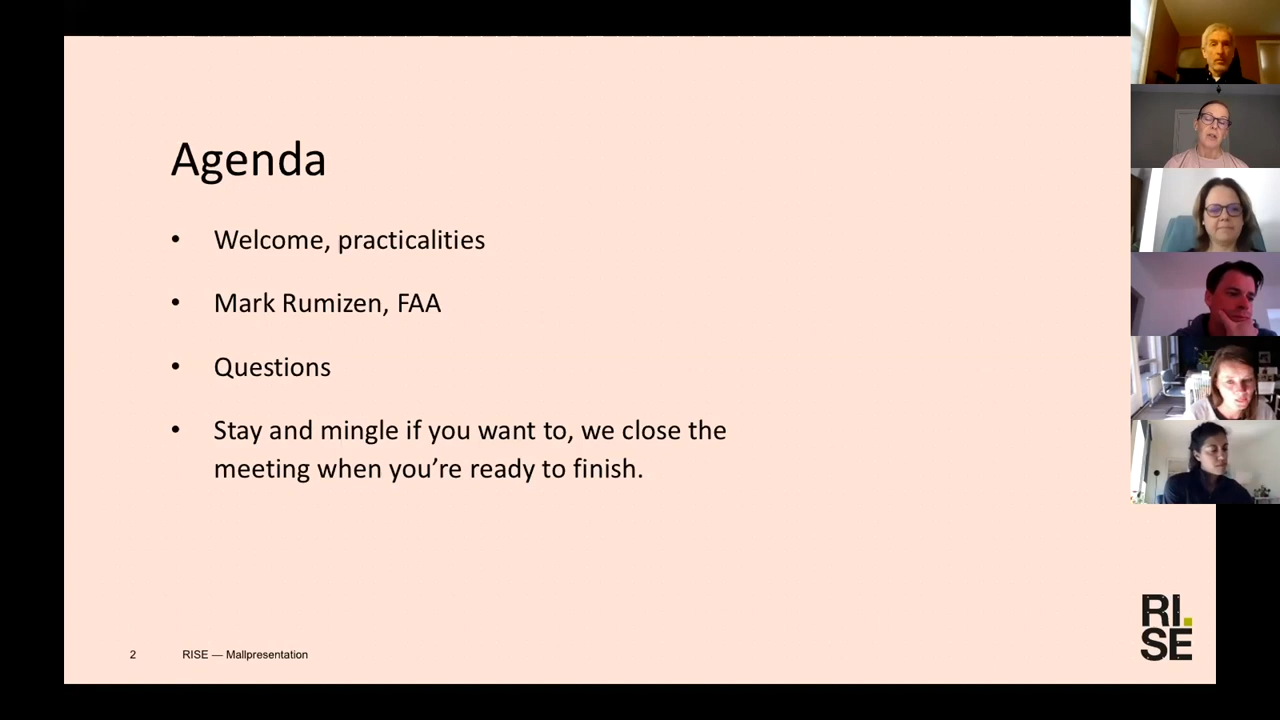 Agenda
• Welcome, practicalities
• Mark Rumizen, FAA
• Questions
• Stay and mingle if you want to, we close the
meeting when you’re ready to finish.
2 RISE — Mallpresentation
RI.
SE